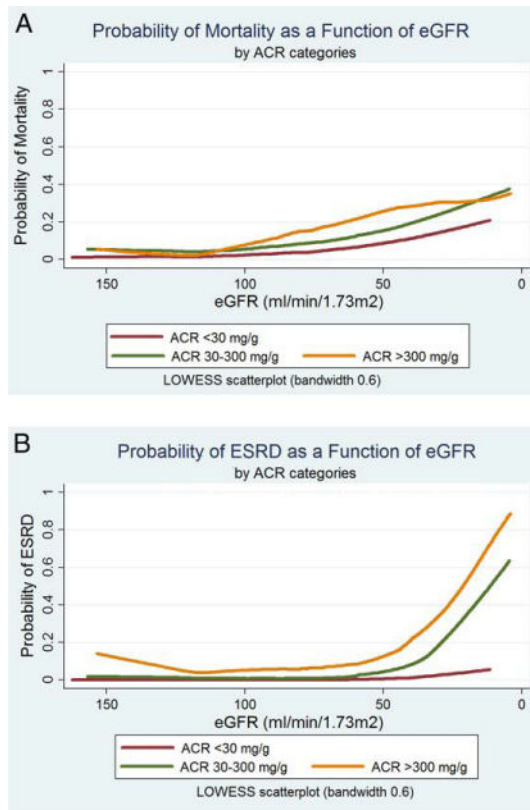 A
Probability of Mortality as a Function of eGFR
by ACR categories
Probability of Mortality
1
0.8
0.6
0.4
0.2
0
150 100 50 0
eGFR (ml/min/1.73m2)
ACR <30 mg/g
ACR 30-300 mg/g ACR >300 mg/g
LOWESS scatterplot (bandwidth 0.6)
B
Probability of ESRD as a Function of eGFR
by ACR categories
Probability of ESRD
1
0.8
0.6
0.4
0.2
0
150 100 50 0
eGFR (ml/min/1.73m2)
ACR <30 mg/g
ACR 30-300 mg/g ACR >300 mg/g
LOWESS scatterplot (bandwidth 0.6)